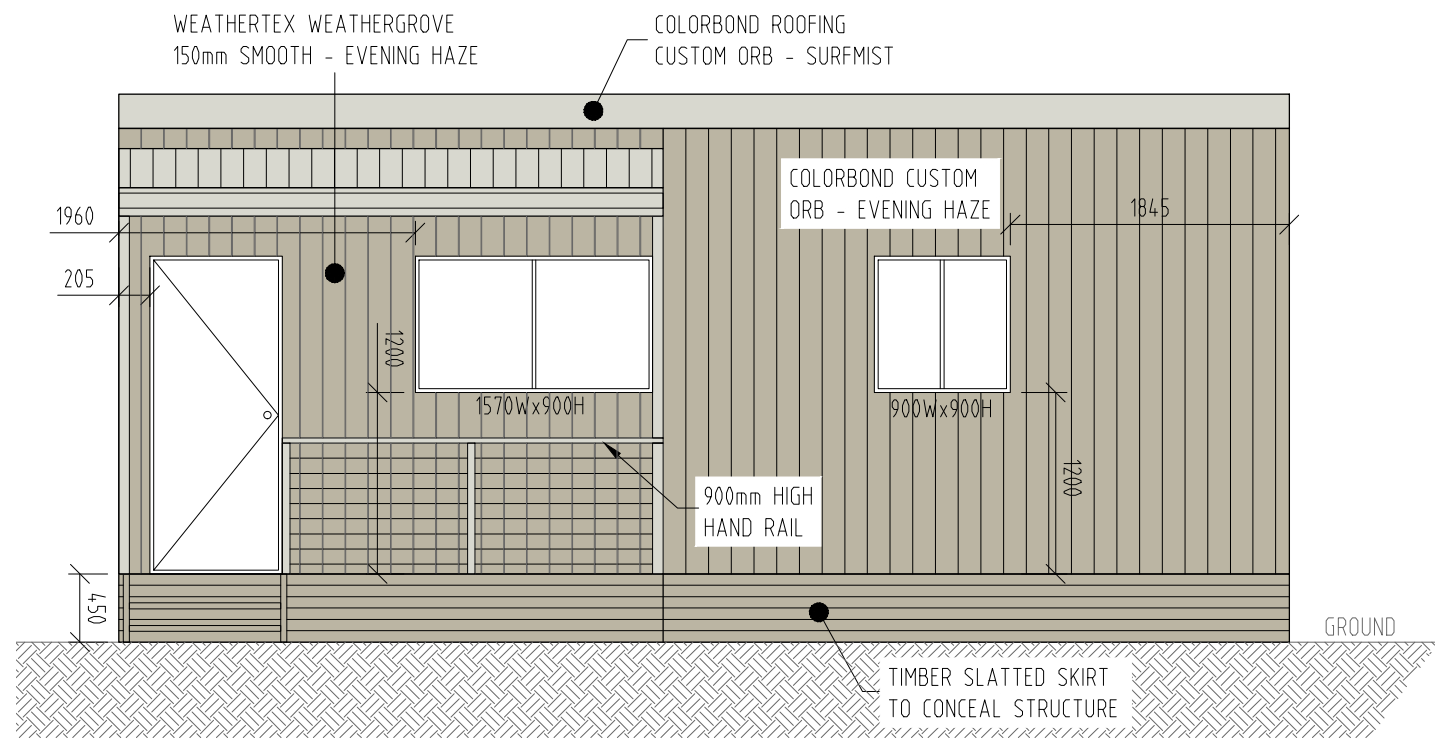 WEATHERTEX WEATHERGROVE
150mm SMOOTH - EVENING HAZE
COLORBOND ROOFING
CUSTOM ORB - SURFMIST
COLORBOND CUSTOM
ORB - EVENING HAZE
1960
1845
205
1200
1570Wx900H
900Wx900H
1200
900mm HIGH
HAND RAIL
450
GROUND
TIMBER SLATTED SKIRT
TO CONCEAL STRUCTURE